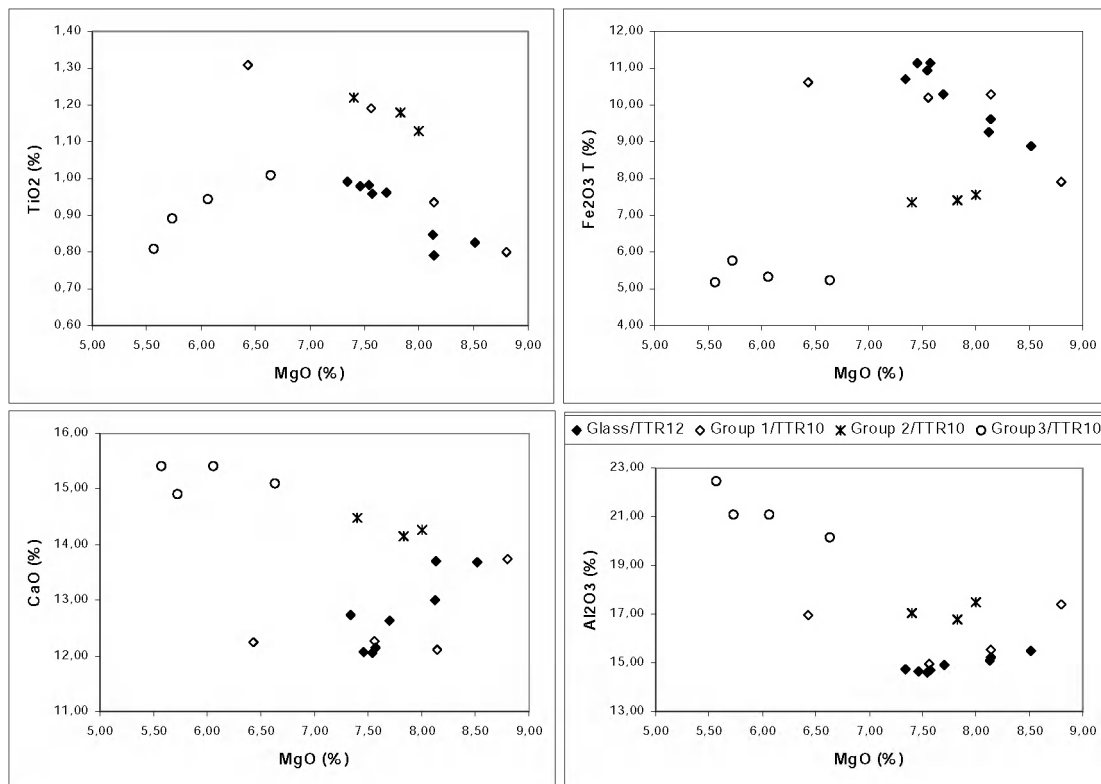 1,40
1,30
1,20
1,10
1,00
0,90
0,80
0,70
0,60
TiO2 (%)
5,00 5,50 6,00 6,50 7,00 7,50 8,00 8,50 9,00
MgO (%)
12,00
11,00
10,00
9,00
8,00
7,00
6,00
5,00
4,00
Fe2O3 T (%)
5,00 5,50 6,00 6,50 7,00 7,50 8,00 8,50 9,00
MgO (%)
16,00
15,00
14,00
13,00
12,00
11,00
CaO (%)
5,00 5,50 6,00 6,50 7,00 7,50 8,00 8,50 9,00
MgO (%)
Glass/TTR12 Group 1/TTR10 Group 2/TTR10 Group3/TTR10
23,00
21,00
19,00
17,00
15,00
13,00
Al2O3 (%)
5,00 5,50 6,00 6,50 7,00 7,50 8,00 8,50 9,00
MgO (%)